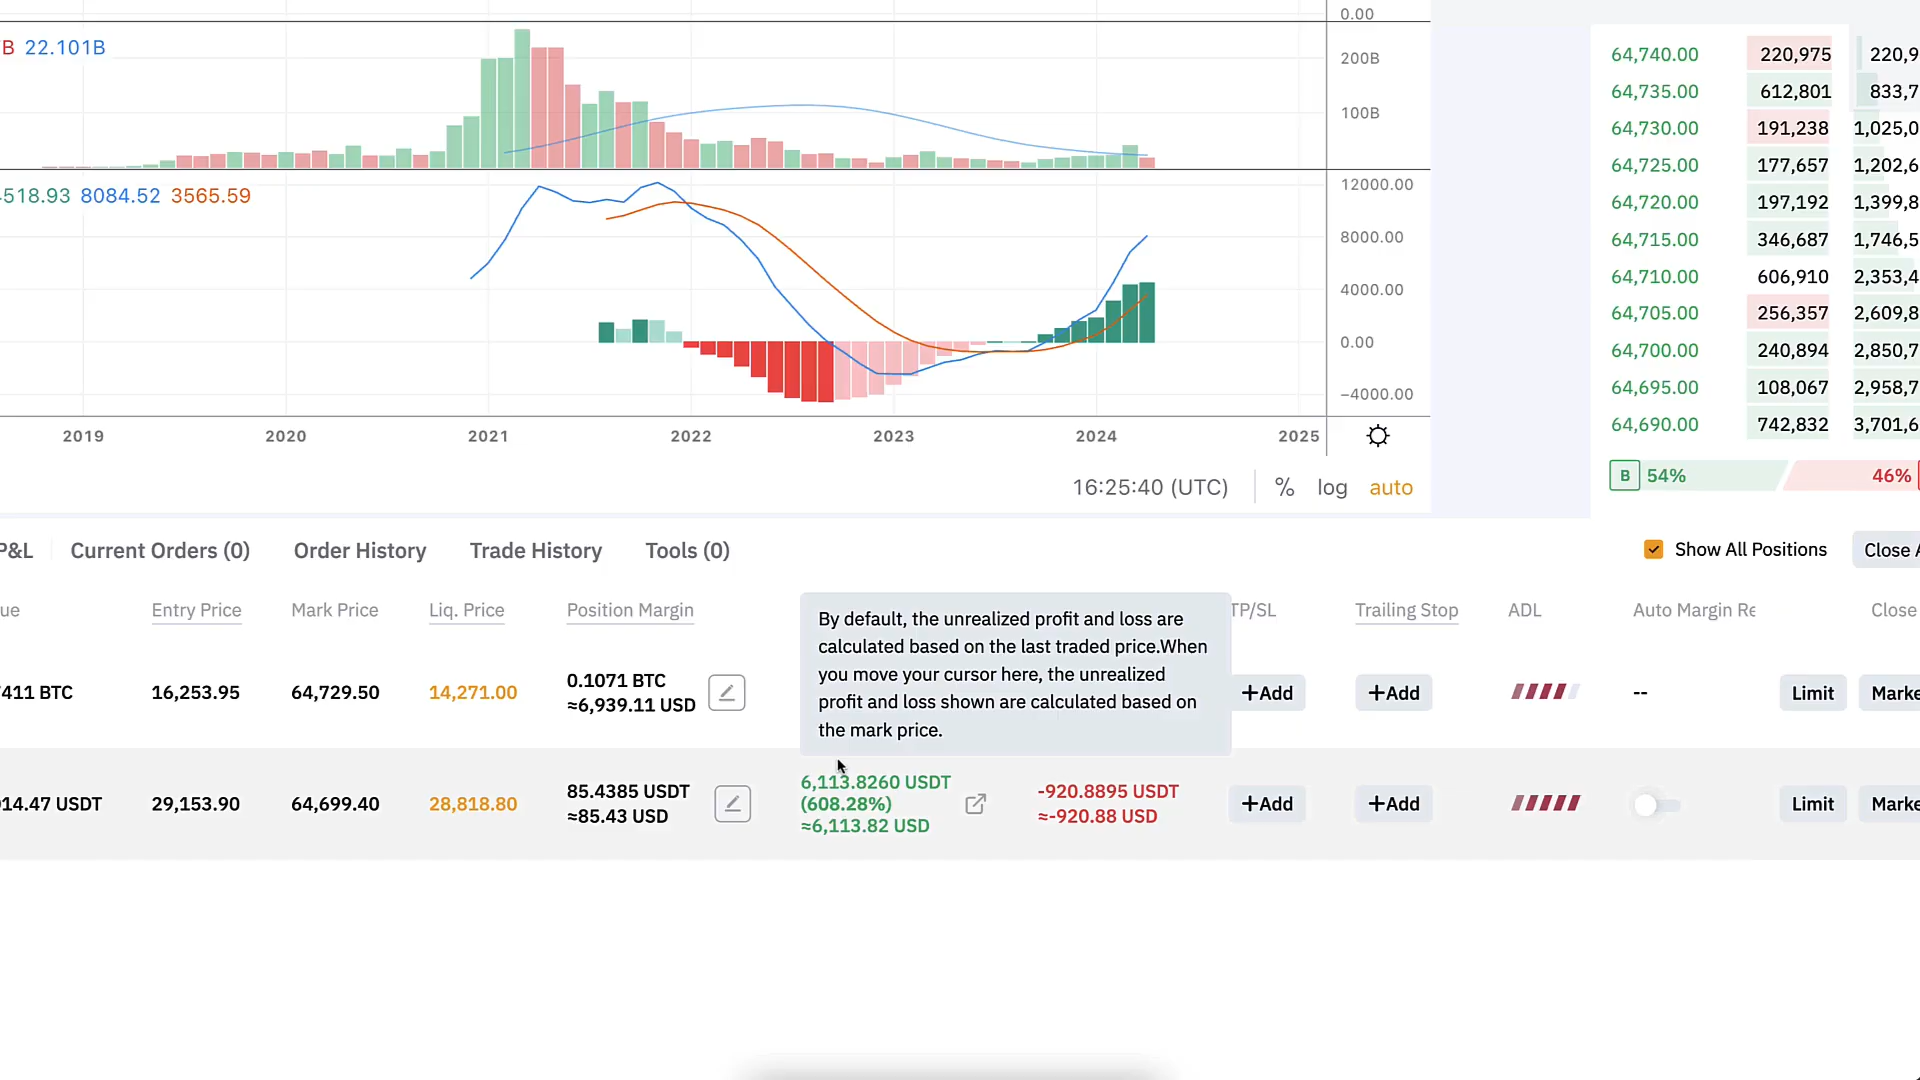 0.00
B 22.101B
200B
100B
4518.93 8084.52 3565.59
12000.00
8000.00
4000.00
0.00
−4000.00
2019 2020 2021 2022 2023 2024 2025
16:25:40 (UTC) % log auto
64,740.00 220,975 220,9
64,735.00 612,801 833,7
64,730.00 191,238 1,025,0
64,725.00 177,657 1,202,6
64,720.00 197,192 1,399,8
64,715.00 346,687 1,746,5
64,710.00 606,910 2,353,4
64,705.00 256,357 2,609,8
64,700.00 240,894 2,850,7
64,695.00 108,067 2,958,7
64,690.00 742,832 3,701,6
B 54% 46%
P&L Current Orders (0) Order History Trade History Tools (0) Show All Positions Close A
ue Entry Price Mark Price Liq. Price Position Margin TP/SL Trailing Stop ADL Auto Margin Re Close
By default, the unrealized profit and loss are
calculated based on the last traded price.When
you move your cursor here, the unrealized
profit and loss shown are calculated based on
the mark price.
411 BTC 16,253.95 64,729.50 14,271.00 0.1071 BTC
≈6,939.11 USD
+Add +Add -- Limit Marke
14.47 USDT 29,153.90 64,699.40 28,818.80 85.4385 USDT
≈85.43 USD
6,113.8260 USDT
(608.28%)
≈6,113.82 USD
-920.8895 USDT
≈-920.88 USD
+Add +Add Limit Marke